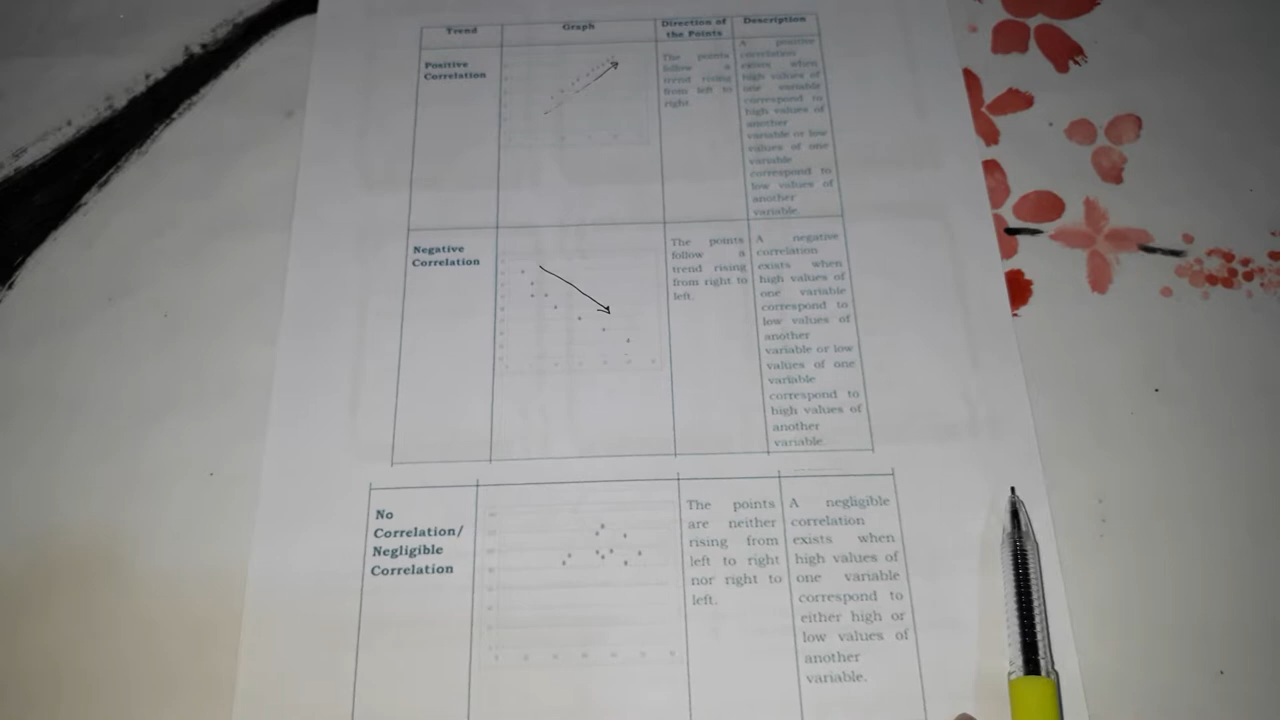 Trend
Graph
Direction of
the Points
Description
Positive
Correlation
The points
follow a
trend rising
from left to
right.
A positive
correlation
exists when
high values of
one variable
correspond to
high values of
another
variable or low
values of one
variable
correspond to
low values of
another
variable.
Negative
Correlation
The points
follow a
trend rising
from right to
left.
A negative
correlation
exists when
high values of
one variable
correspond to
low values of
another
variable or low
values of one
variable
correspond to
high values of
another
variable.
No
Correlation/
Negligible
Correlation
The points
are neither
rising from
left to right
nor right to
left.
A negligible
correlation
exists when
high values of
one variable
correspond to
either high or
low values of
another
variable.